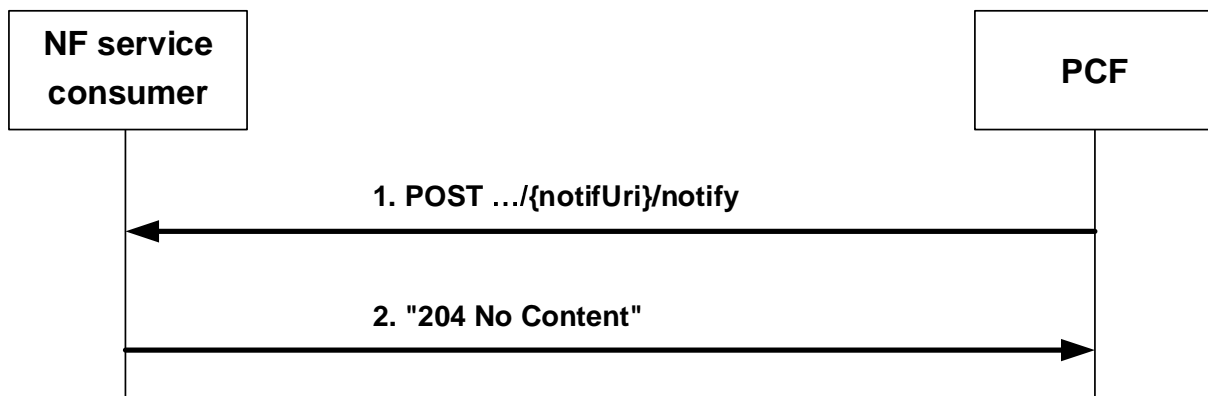 NF service
consumer
PCF
1. POST …/{notifUri}/notify
2. "204 No Content"